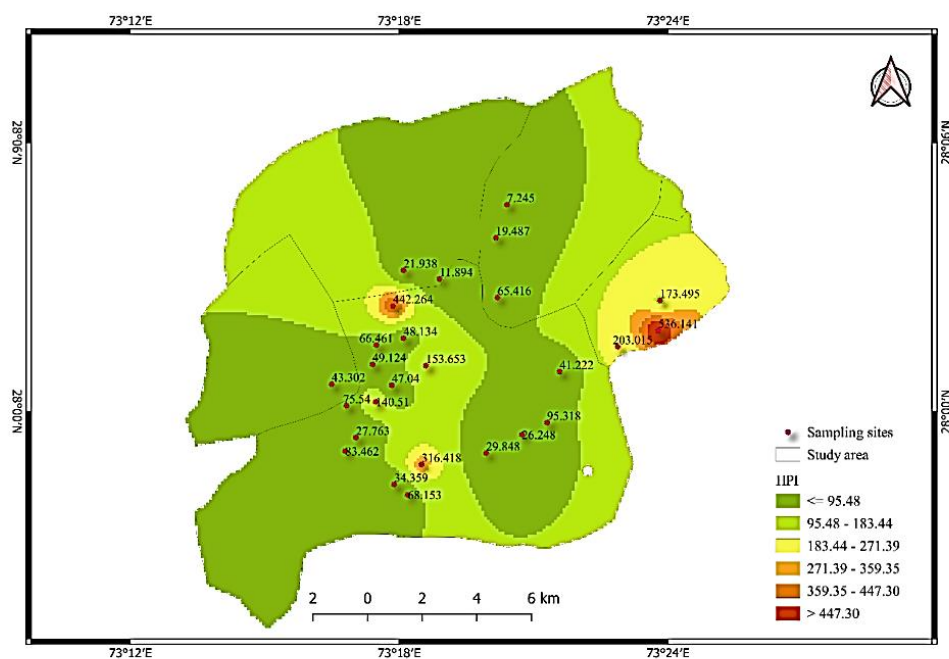 73°12'E 73°18'E 73°24'E
28°06'N 28°06'N
7.245
19.487
21.938
11.894
65.416
173.495
442.264
536.141
48.134
203.015
66.461
49.124
153.653
41.222
43.302
47.04
75.54
140.51
95.318
28°00'N 28°00'N
27.763
26.248
29.848
316.418
34.359
68.153
Sampling sites
Study area
HPI
<= 95.48
95.48 - 183.44
183.44 - 271.39
271.39 - 359.35
359.35 - 447.30
> 447.30
2 0 2 4 6 km
73°12'E 73°18'E 73°24'E